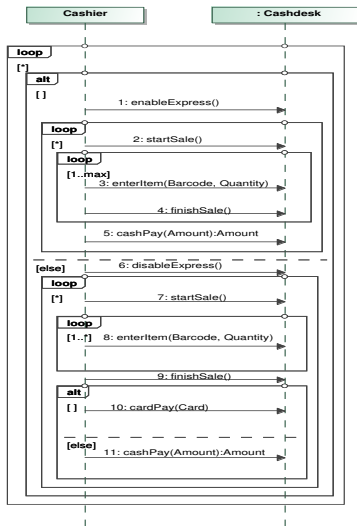 Cashier
: Cashdesk
loop
[*]
alt
[ ]
1: enableExpress()
loop
2: startSale()
[*]
loop
[1..max]
3: enterItem(Barcode, Quantity)
4: finishSale()
5: cashPay(Amount):Amount
[else]
6: disableExpress()
loop
[*]
7: startSale()
loop
[1..*]
8: enterItem(Barcode, Quantity)
9: finishSale()
alt
[ ]
10: cardPay(Card)
[else]
11: cashPay(Amount):Amount